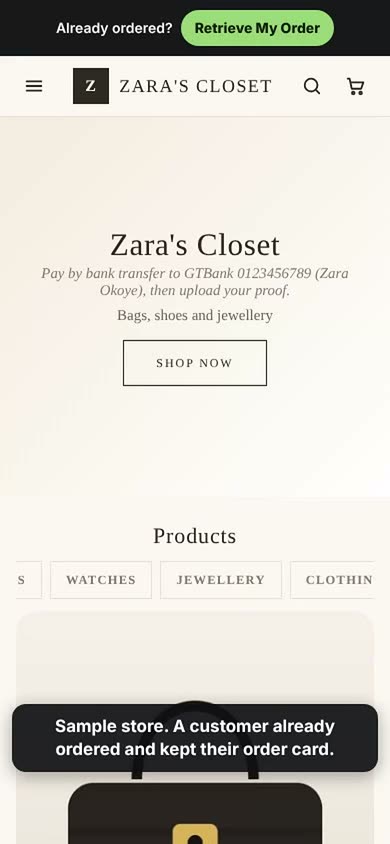 Already ordered? Retrieve My Order
Z ZARA'S CLOSET
Zara's Closet
Pay by bank transfer to GTBank 0123456789 (Zara
Okoye), then upload your proof.
Bags, shoes and jewellery
SHOP NOW
Products
S WATCHES JEWELLERY CLOTHIN
Sample store. A customer already
ordered and kept their order card.